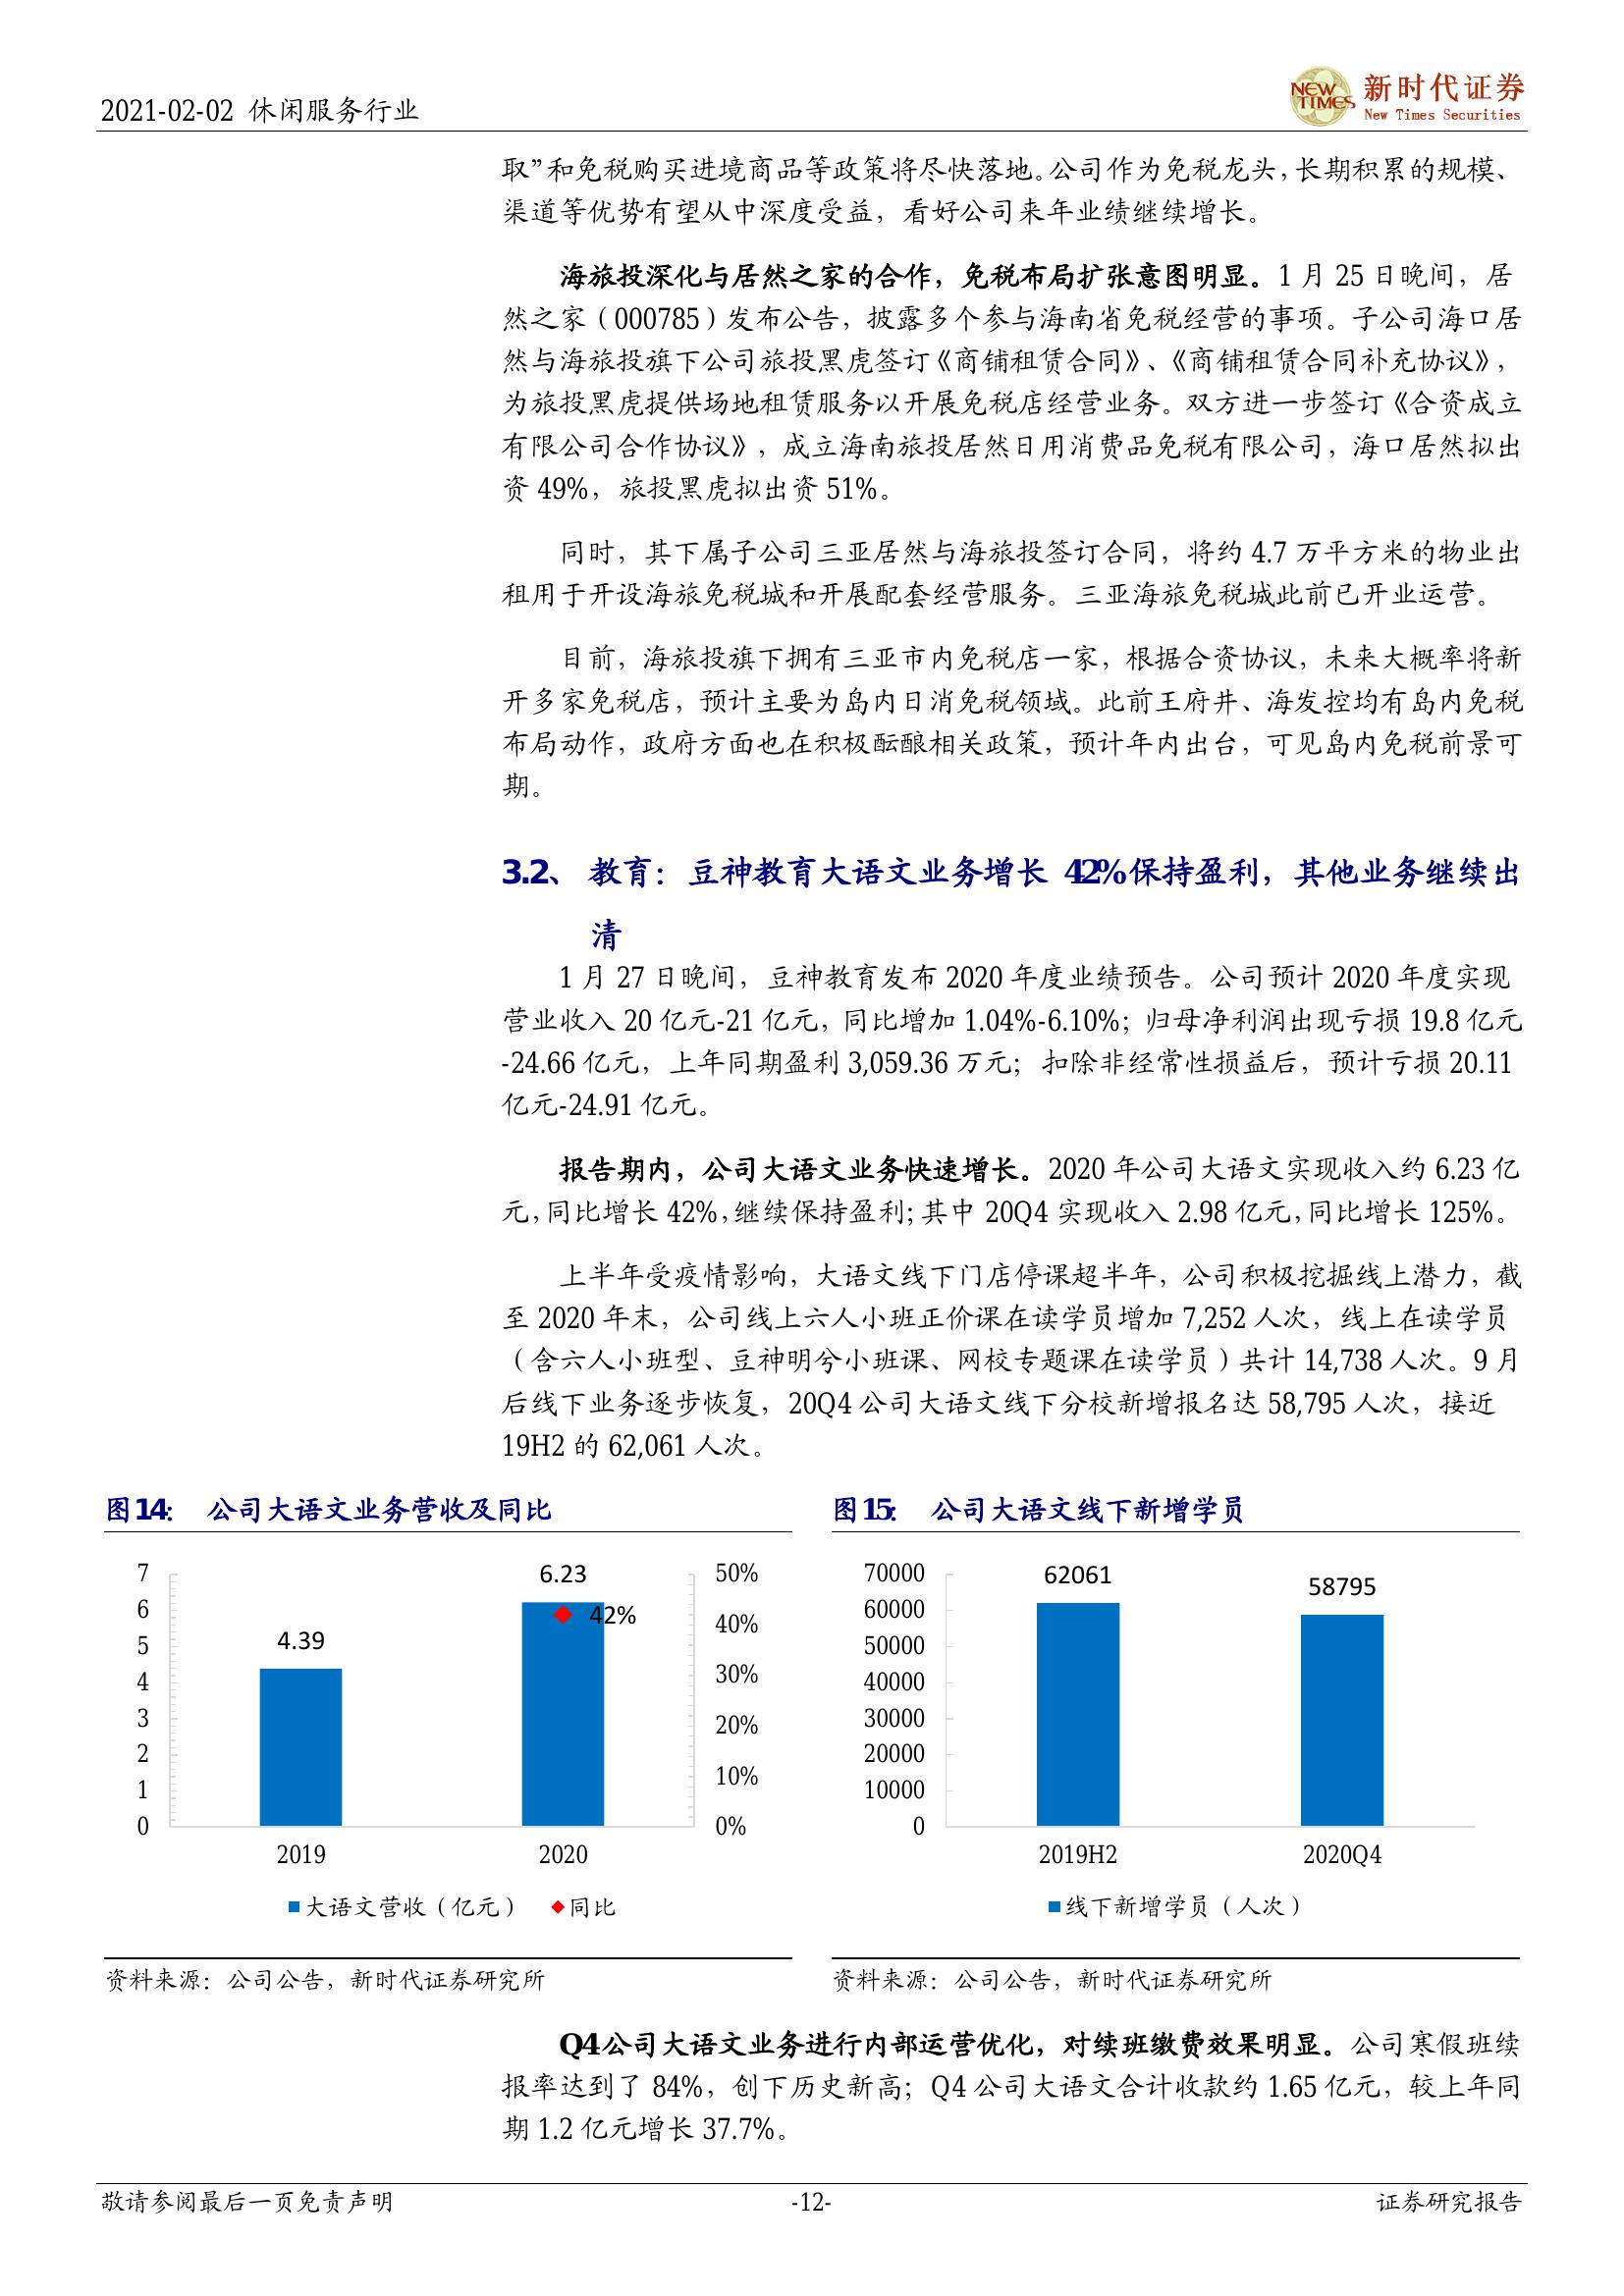 2021-02-02 休闲服务行业
NEW TIMES
新时代证券
New Times Securities
取”和免税购买进境商品等政策将尽快落地。公司作为免税龙头，长期积累的规模、
渠道等优势有望从中深度受益，看好公司来年业绩继续增长。
海旅投深化与居然之家的合作，免税布局扩张意图明显。1 月 25 日晚间，居
然之家（000785）发布公告，披露多个参与海南省免税经营的事项。子公司海口居
然与海旅投旗下公司旅投黑虎签订《商铺租赁合同》、《商铺租赁合同补充协议》，
为旅投黑虎提供场地租赁服务以开展免税店经营业务。双方进一步签订《合资成立
有限公司合作协议》，成立海南旅投居然日用消费品免税有限公司，海口居然拟出
资 49%，旅投黑虎拟出资 51%。
同时，其下属子公司三亚居然与海旅投签订合同，将约 4.7 万平方米的物业出
租用于开设海旅免税城和开展配套经营服务。三亚海旅免税城此前已开业运营。
目前，海旅投旗下拥有三亚市内免税店一家，根据合资协议，未来大概率将新
开多家免税店，预计主要为岛内日消免税领域。此前王府井、海发控均有岛内免税
布局动作，政府方面也在积极酝酿相关政策，预计年内出台，可见岛内免税前景可
期。
3.2、 教育：豆神教育大语文业务增长 42%保持盈利，其他业务继续出
清
1 月 27 日晚间，豆神教育发布 2020 年度业绩预告。公司预计 2020 年度实现
营业收入 20 亿元-21 亿元，同比增加 1.04%-6.10%；归母净利润出现亏损 19.8 亿元
-24.66 亿元，上年同期盈利 3,059.36 万元；扣除非经常性损益后，预计亏损 20.11
亿元-24.91 亿元。
报告期内，公司大语文业务快速增长。2020 年公司大语文实现收入约 6.23 亿
元，同比增长 42%，继续保持盈利；其中 20Q4 实现收入 2.98 亿元，同比增长 125%。
上半年受疫情影响，大语文线下门店停课超半年，公司积极挖掘线上潜力，截
至 2020 年末，公司线上六人小班正价课在读学员增加 7,252 人次，线上在读学员
（含六人小班型、豆神明兮小班课、网校专题课在读学员）共计 14,738 人次。9 月
后线下业务逐步恢复，20Q4 公司大语文线下分校新增报名达 58,795 人次，接近
19H2 的 62,061 人次。
图14： 公司大语文业务营收及同比
7
6
5
4
3
2
1
0
50%
40%
30%
20%
10%
0%
4.39
6.23
42%
2019
2020
大语文营收（亿元）
同比
资料来源：公司公告，新时代证券研究所
图15： 公司大语文线下新增学员
70000
60000
50000
40000
30000
20000
10000
0
62061
58795
2019H2
2020Q4
线下新增学员（人次）
资料来源：公司公告，新时代证券研究所
Q4公司大语文业务进行内部运营优化，对续班缴费效果明显。公司寒假班续
报率达到了 84%，创下历史新高；Q4 公司大语文合计收款约 1.65 亿元，较上年同
期 1.2 亿元增长 37.7%。
敬请参阅最后一页免责声明
-12-
证券研究报告